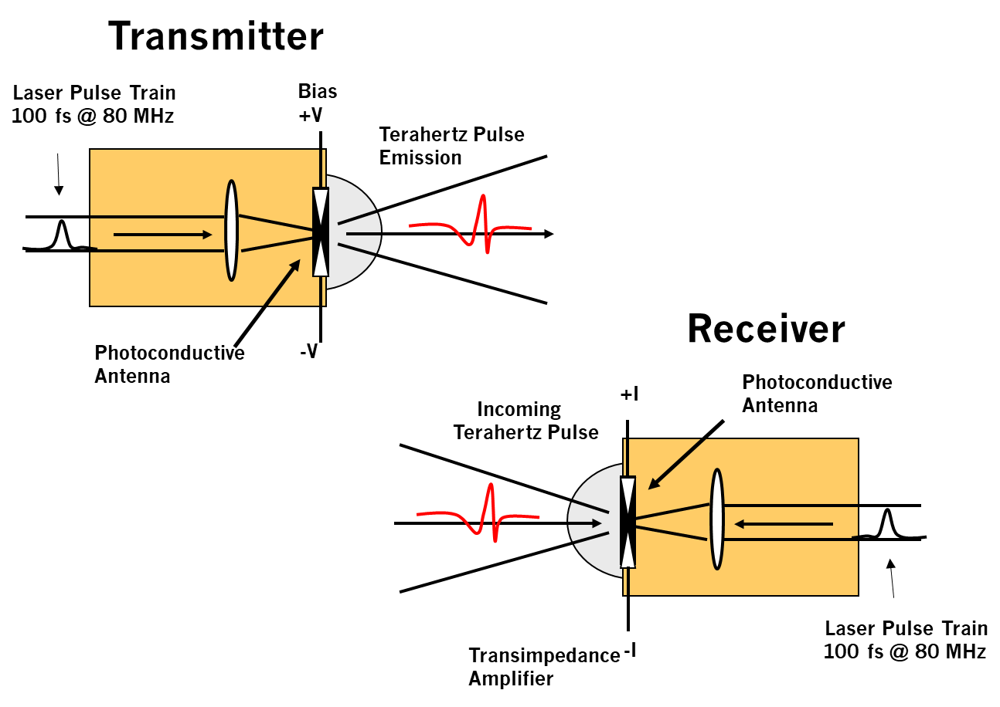 Transmitter
Laser Pulse Train
100 fs @ 80 MHz
Bias
+V
Terahertz Pulse
Emission
Photoconductive
Antenna
-V
Receiver
Photoconductive
Antenna
+I
Incoming
Terahertz Pulse
Laser Pulse Train
100 fs @ 80 MHz
Transimpedance
Amplifier
-I